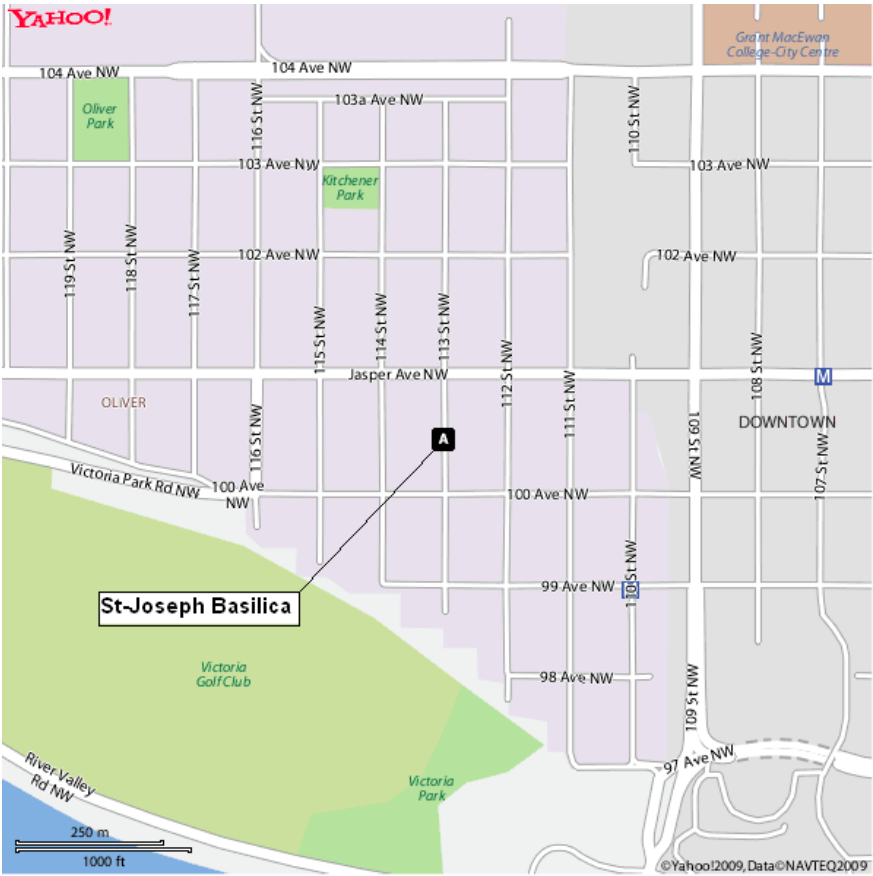 YAHOO!
Grant MacEwan
College-City Centre
104 Ave NW
104 Ave NW
103a Ave NW
Oliver
Park
116 St NW
110 St NW
103 Ave NW
103 Ave NW
Kitchener
Park
119 St NW
118 St NW
117 St NW
102 Ave NW
102 Ave NW
115 St NW
114 St NW
113 St NW
112 St NW
111 St NW
108 St NW
Jasper Ave NW
M
OLIVER
116 St NW
A
109 St NW
DOWNTOWN
107 St NW
Victoria Park Rd NW
100 Ave
NW
100 Ave NW
110 St NW
99 Ave NW
St-Joseph Basilica
Victoria
Golf Club
98 Ave NW
109 St NW
97 Ave NW
River Valley
Rd NW
Victoria
Park
250 m
1000 ft
©Yahoo!2009, Data©NAVTEQ2009